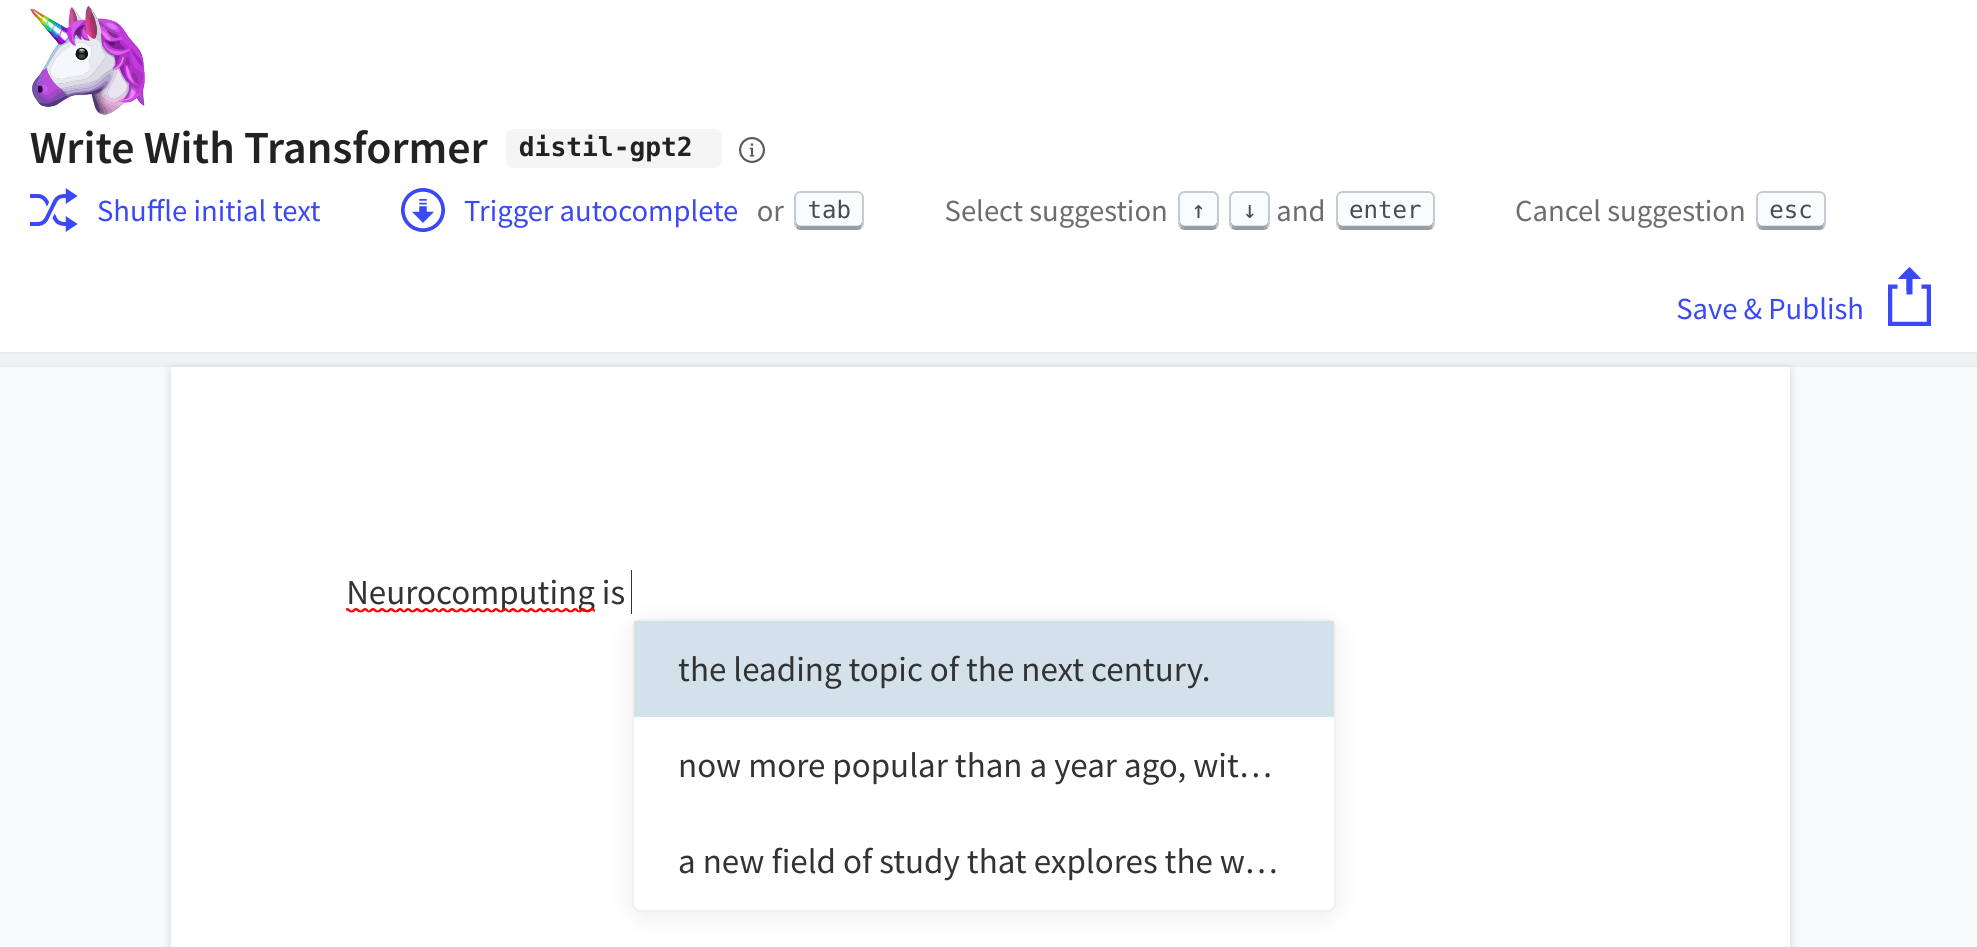 Write With Transformer distil-gpt2
Shuffle initial text Trigger autocomplete or tab Select suggestion ↑ ↓ and enter Cancel suggestion esc
Save & Publish
Neurocomputing is
the leading topic of the next century.
now more popular than a year ago, wit…
a new field of study that explores the w…